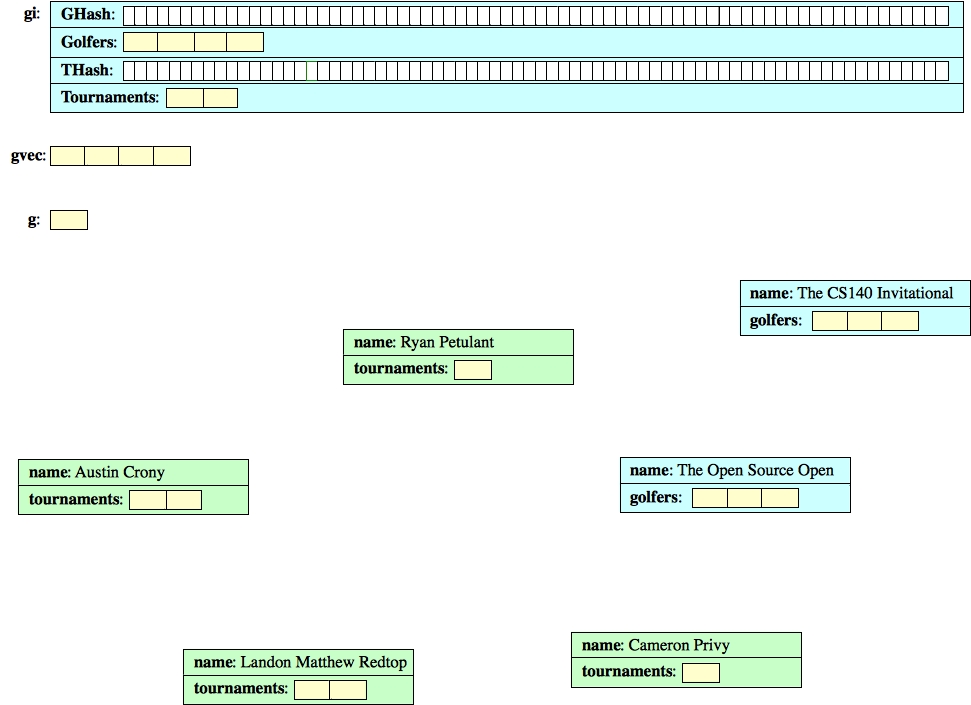 gi: GHash:
Golfers:
THash:
Tournaments:
gvec:
g:
name: The CS140 Invitational
golfers:
name: Ryan Petulant
tournaments:
name: Austin Crony
tournaments:
name: The Open Source Open
golfers:
name: Landon Matthew Redtop
tournaments:
name: Cameron Privy
tournaments: